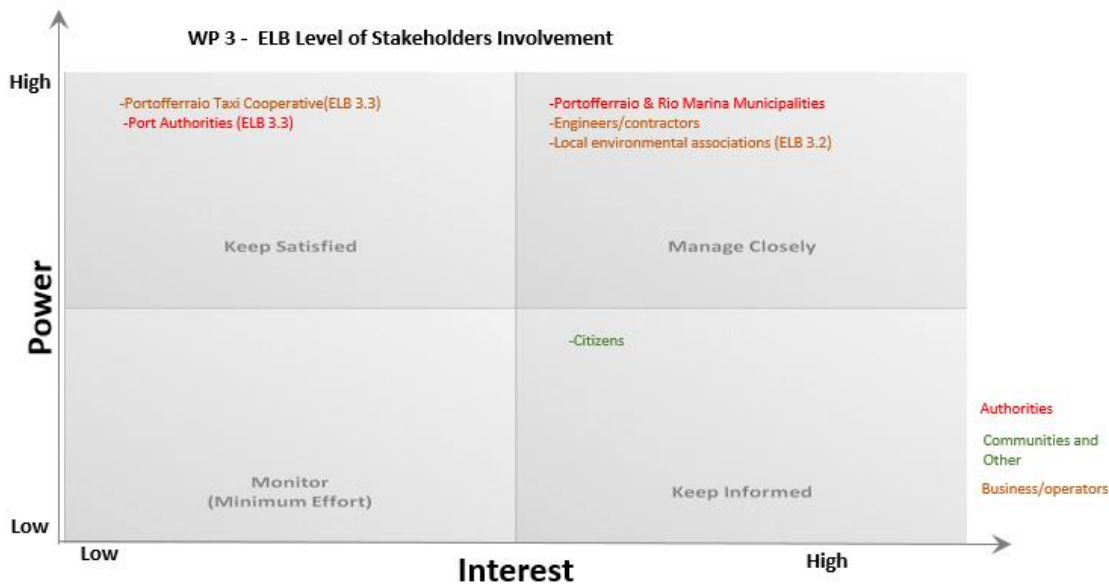 WP 3 - ELB Level of Stakeholders Involvement
High
-Portofferraio Taxi Cooperative(ELB 3.3)
-Port Authorities (ELB 3.3)
-Portofferraio & Rio Marina Municipalities
-Engineers/contractors
-Local environmental associations (ELB 3.2)
Keep Satisfied
Manage Closely
Power
-Citizens
Authorities
Communities and
Other
Business/operators
Monitor
(Minimum Effort)
Keep Informed
Low
Low
Interest
High